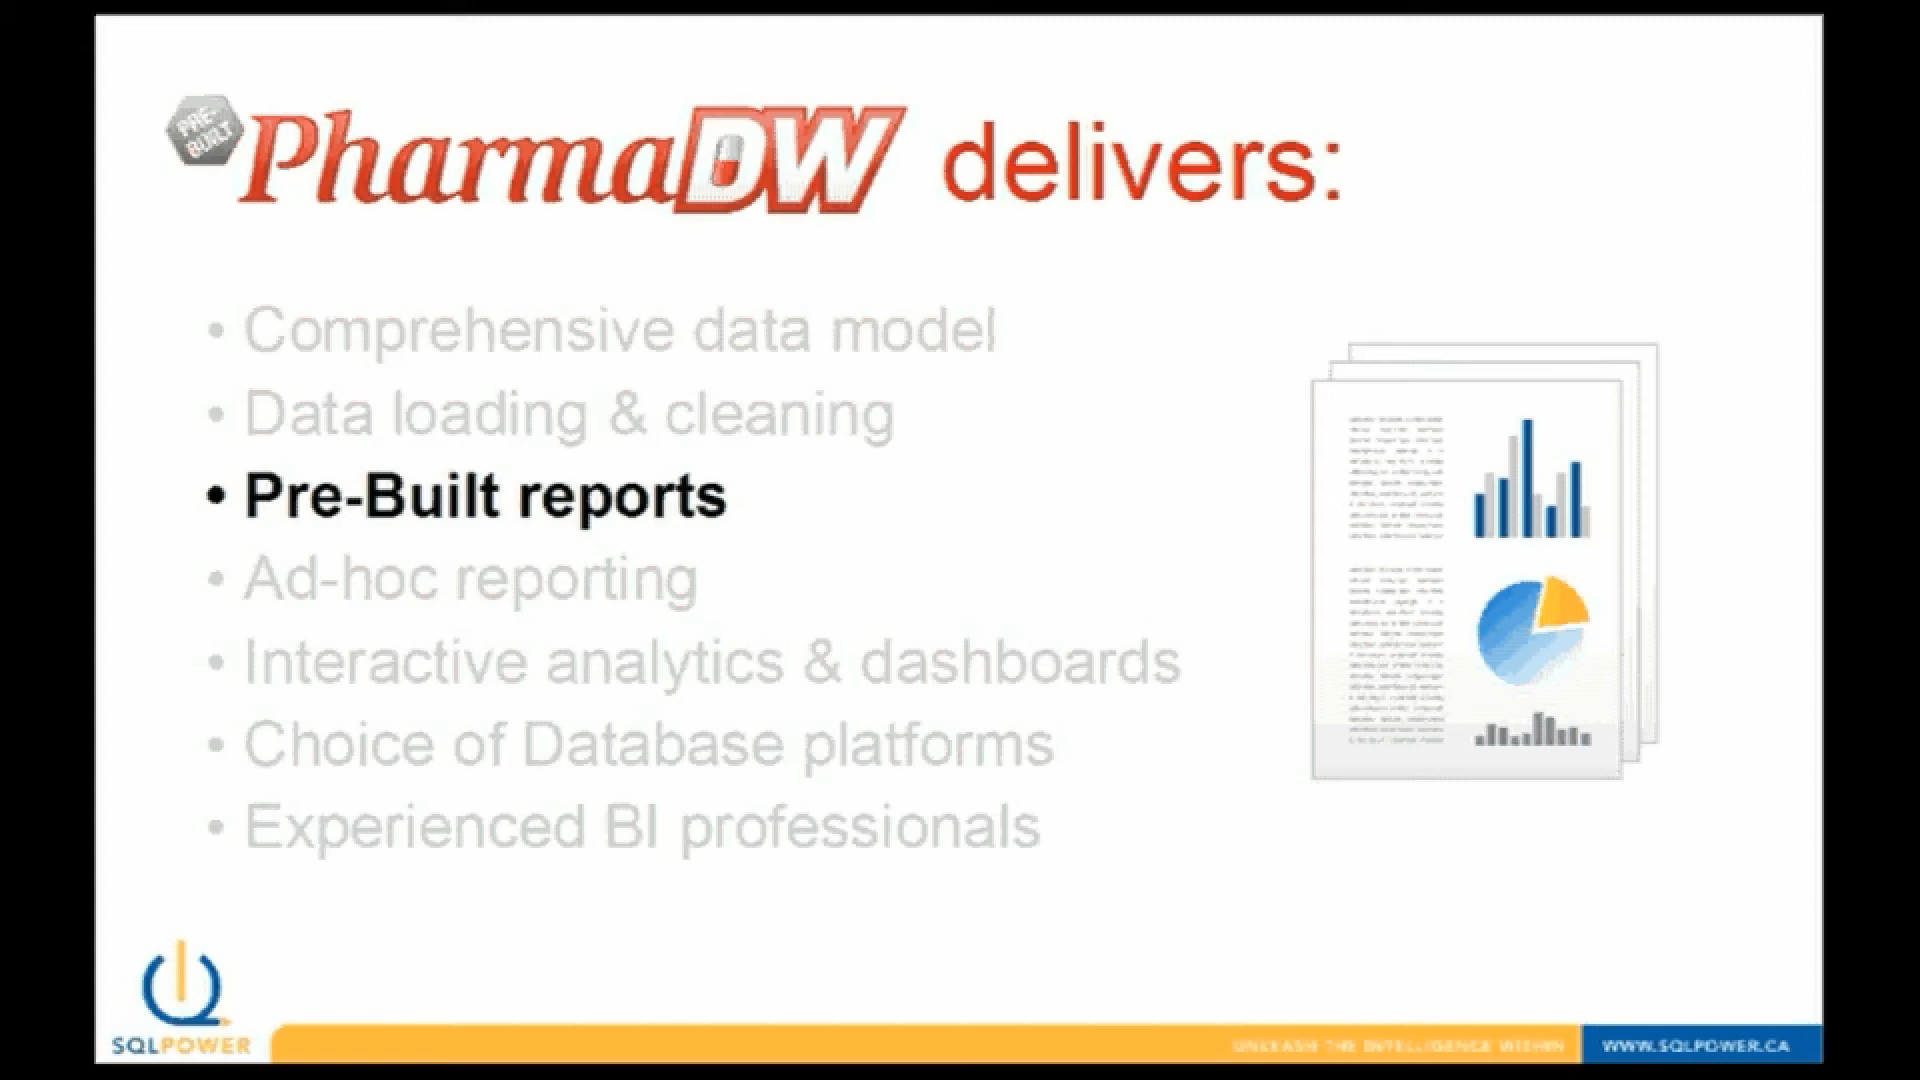 PRE-BUILT
PharmaDW delivers:
• Comprehensive data model
• Data loading & cleaning
• Pre-Built reports
• Ad-hoc reporting
• Interactive analytics & dashboards
• Choice of Database platforms
• Experienced BI professionals
SQLPOWER
UNLEASH THE INTELLIGENCE WITHIN
WWW.SQLPOWER.CA